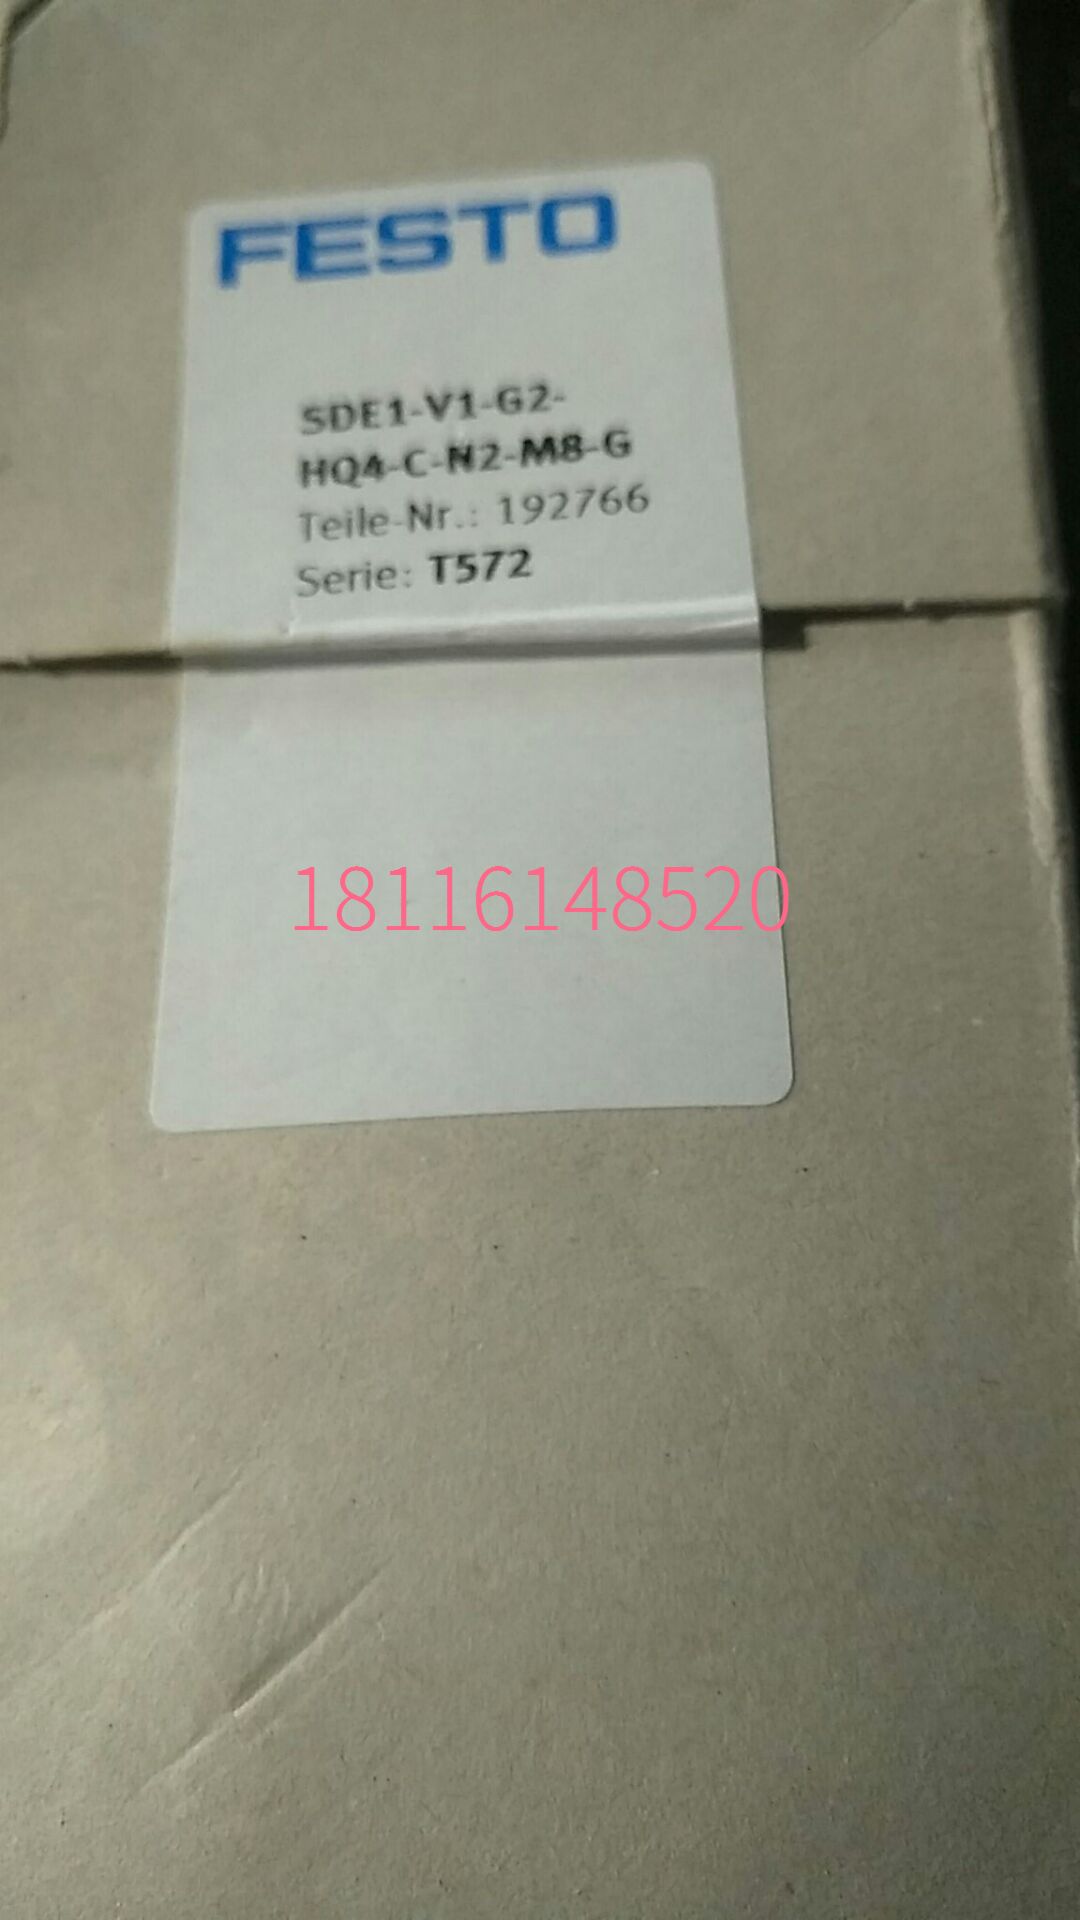 FESTO
SDE1-V1-G2-
HQ4-C-N2-M8-G
Teile-Nr.: 192766
Serie: T572
18116148520